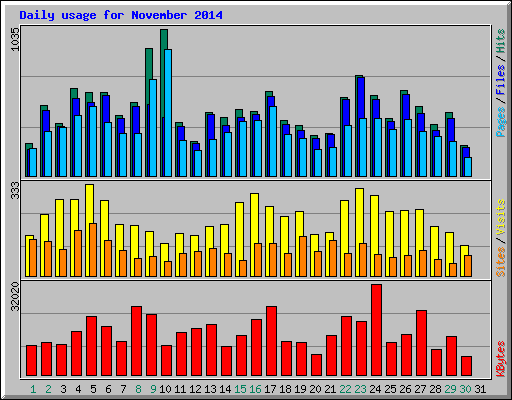 Daily usage for November 2014
1035
Pages / Files / Hits
333
Sites / Visits
32020
KBytes
1 2 3 4 5 6 7 8 9 10 11 12 13 14 15 16 17 18 19 20 21 22 23 24 25 26 27 28 29 30 31